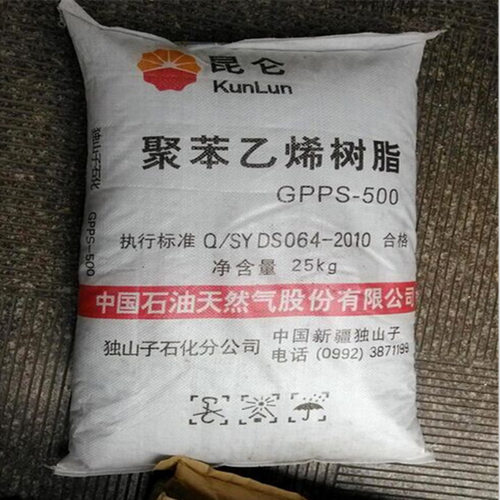 昆仑
KunLun
聚苯乙烯树脂
GPPS-500
执行标准 Q/SY DS064-2010 合格
净含量 25kg
中国石油天然气股份有限公司
独山子石化分公司
中国新疆独山子
电话 (0992) 3871199
独山子石化 GPPS-500